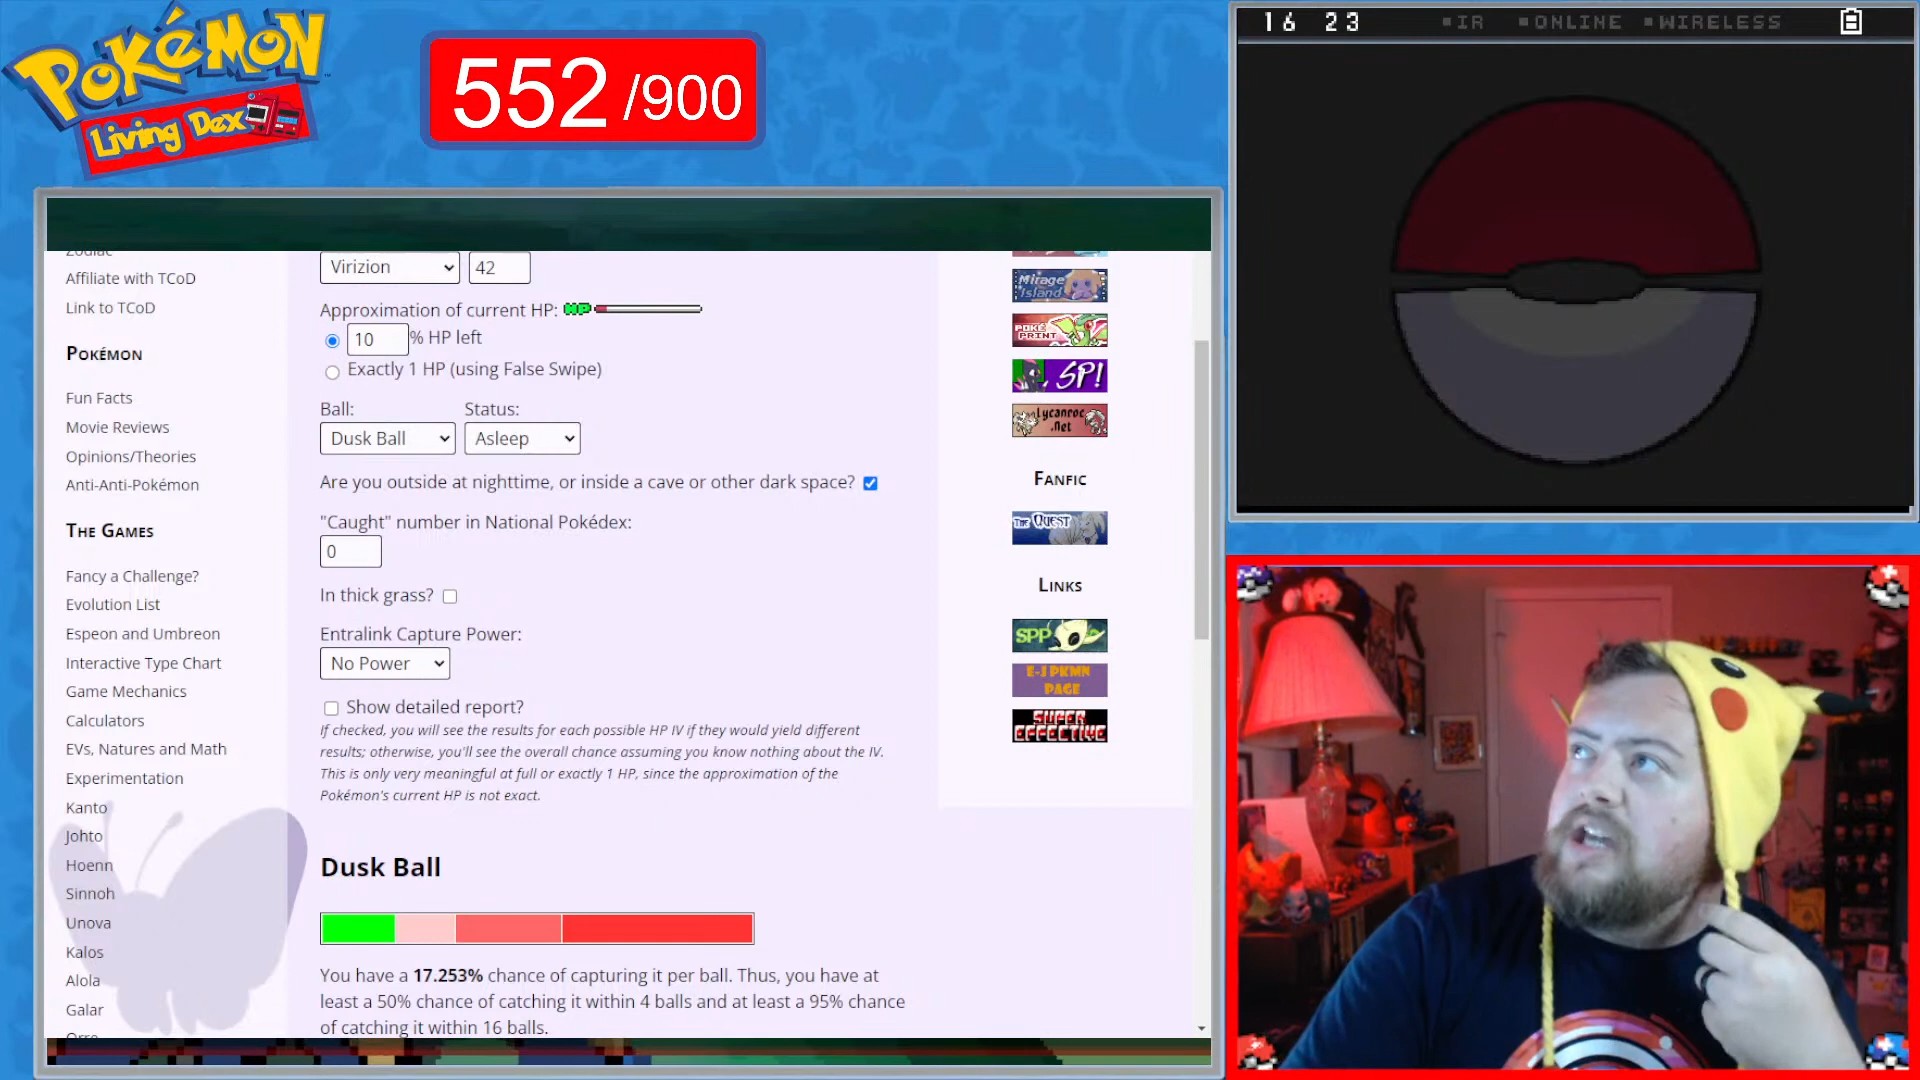 POKÉMON
Living Dex
552/900
16 23 IR ONLINE WIRELESS
Zodiac
Affiliate with TCoD
Link to TCoD
POKÉMON
Fun Facts
Movie Reviews
Opinions/Theories
Anti-Anti-Pokémon
THE GAMES
Fancy a Challenge?
Evolution List
Espeon and Umbreon
Interactive Type Chart
Game Mechanics
Calculators
EVs, Natures and Math
Experimentation
Kanto
Johto
Hoenn
Sinnoh
Unova
Kalos
Alola
Galar
Orre
Virizion 42
Approximation of current HP: HP
10 % HP left
Exactly 1 HP (using False Swipe)
Ball: Status:
Dusk Ball Asleep
Are you outside at nighttime, or inside a cave or other dark space?
"Caught" number in National Pokédex:
0
In thick grass?
Entralink Capture Power:
No Power
Show detailed report?
If checked, you will see the results for each possible HP IV if they would yield different
results; otherwise, you'll see the overall chance assuming you know nothing about the IV.
This is only very meaningful at full or exactly 1 HP, since the approximation of the
Pokémon's current HP is not exact.
Dusk Ball
You have a 17.253% chance of capturing it per ball. Thus, you have at
least a 50% chance of catching it within 4 balls and at least a 95% chance
of catching it within 16 balls.
Mirage
Island
POKÉ
PRINT
SP!
Lycanroc
.Net
FANFIC
THE QUEST
LINKS
SPP
E-J PKMN
PAGE
SUPER
EFFECTIVE